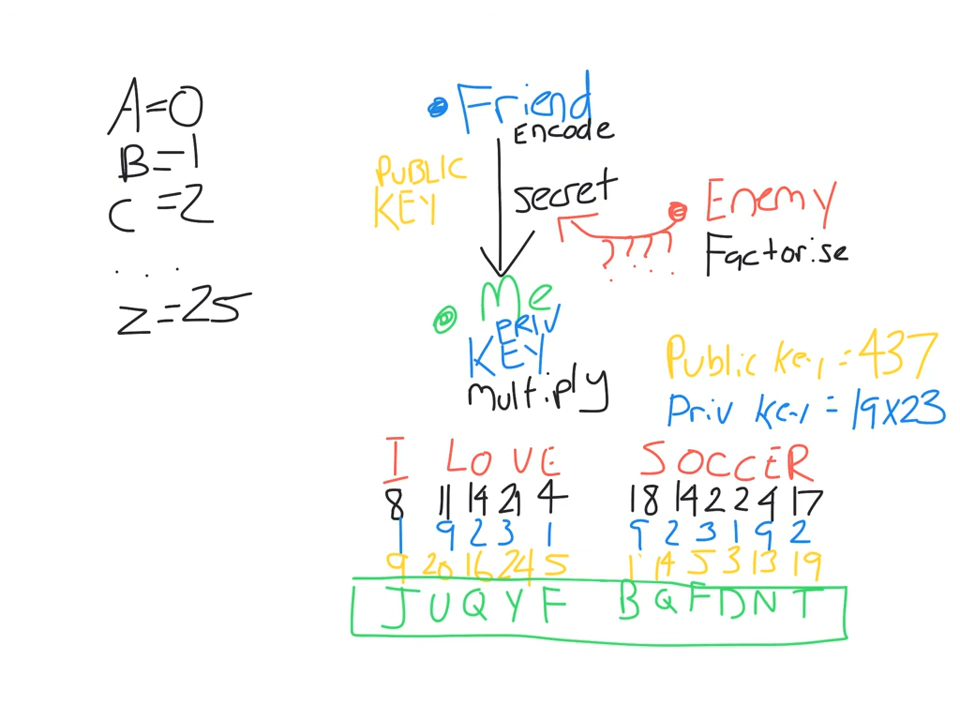 A=0
B=1
C=2
. . .
Z=25
Friend
Encode
PUBLIC
KEY
secret
????
Enemy
Factorise
Me
PRIV
KEY
multiply
Public key = 437
Priv key = 19x23
I LOVE SOCCER
8 11 14 21 4 18 14 2 2 4 17
1 9 2 3 1 9 2 3 1 9 2
9 20 16 24 5 1 14 5 3 13 19
J U Q Y F B Q F D N T